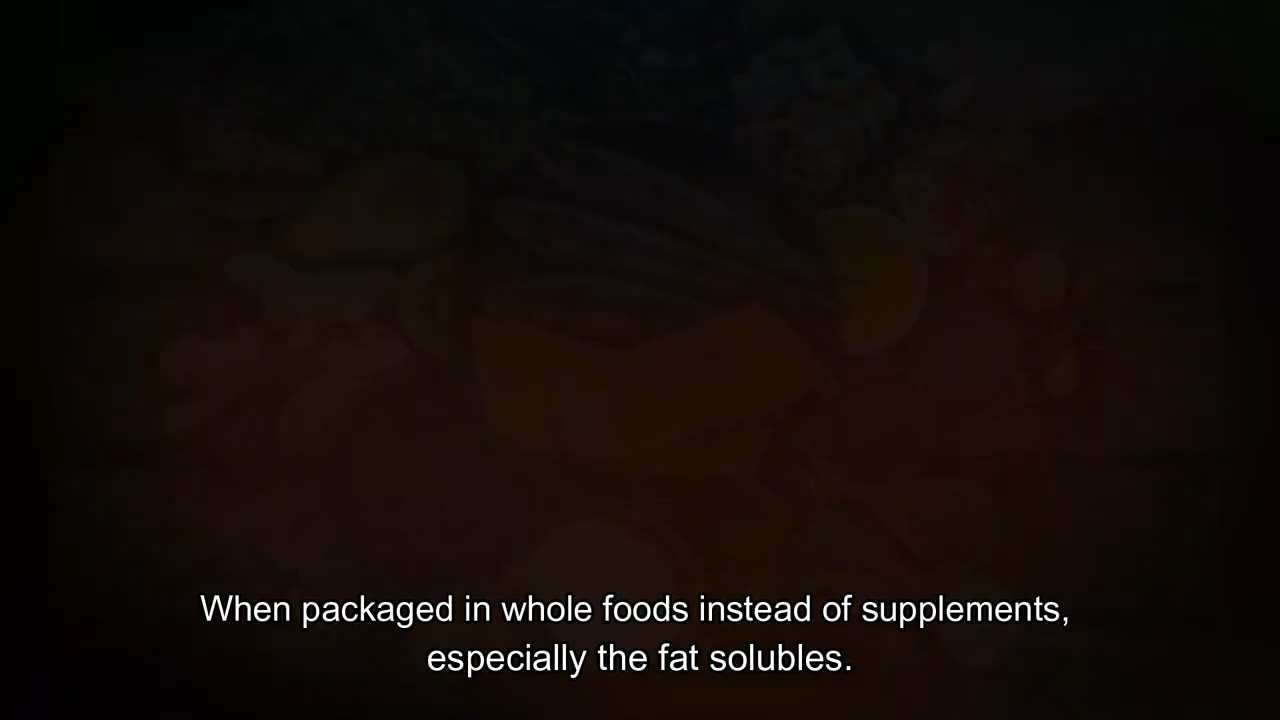 When packaged in whole foods instead of supplements,
especially the fat solubles.